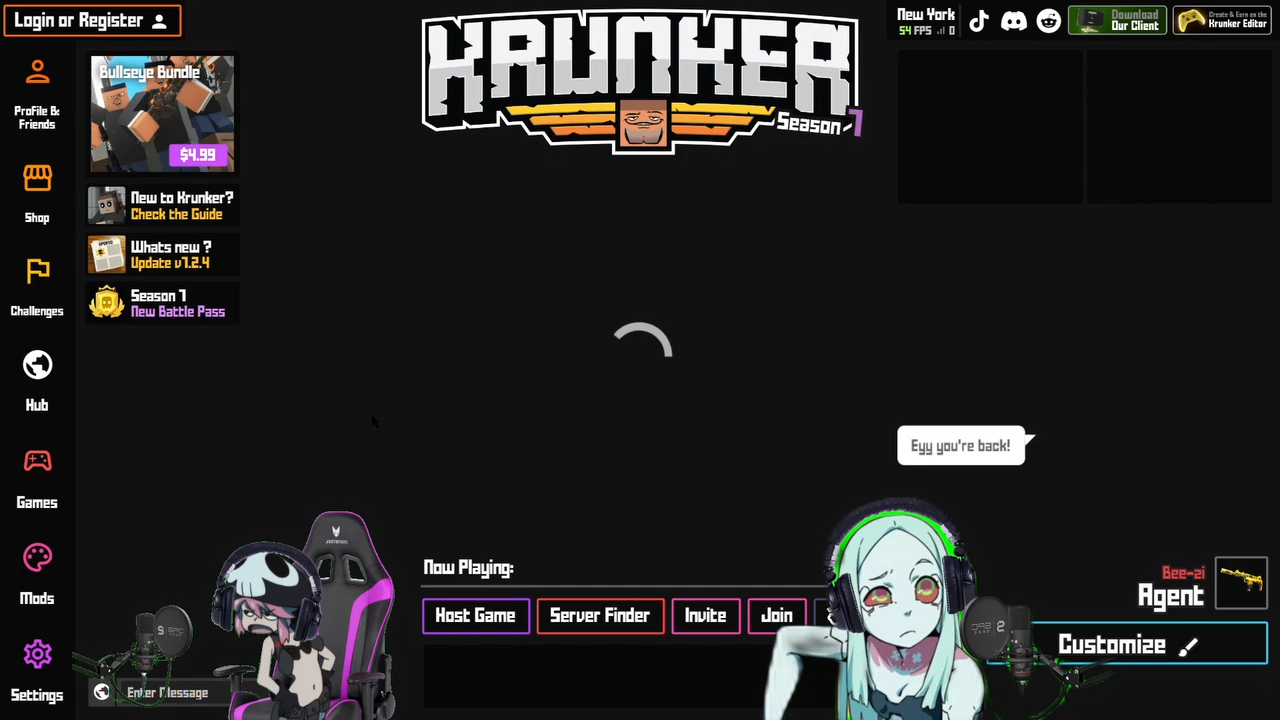 Login or Register
Profile &
Friends
Shop
Challenges
Hub
Games
Mods
Settings
Bullseye Bundle
$4.99
New to Krunker?
Check the Guide
Whats new ?
Update v7.2.4
Season 7
New Battle Pass
KRUNKER
Season-7
New York
54 FPS
0
Download
Our Client
Create & Earn on the
Krunker Editor
Eyy you're back!
Now Playing:
Host Game
Server Finder
Invite
Join
Bee-zi
Agent
Customize
Enter Message